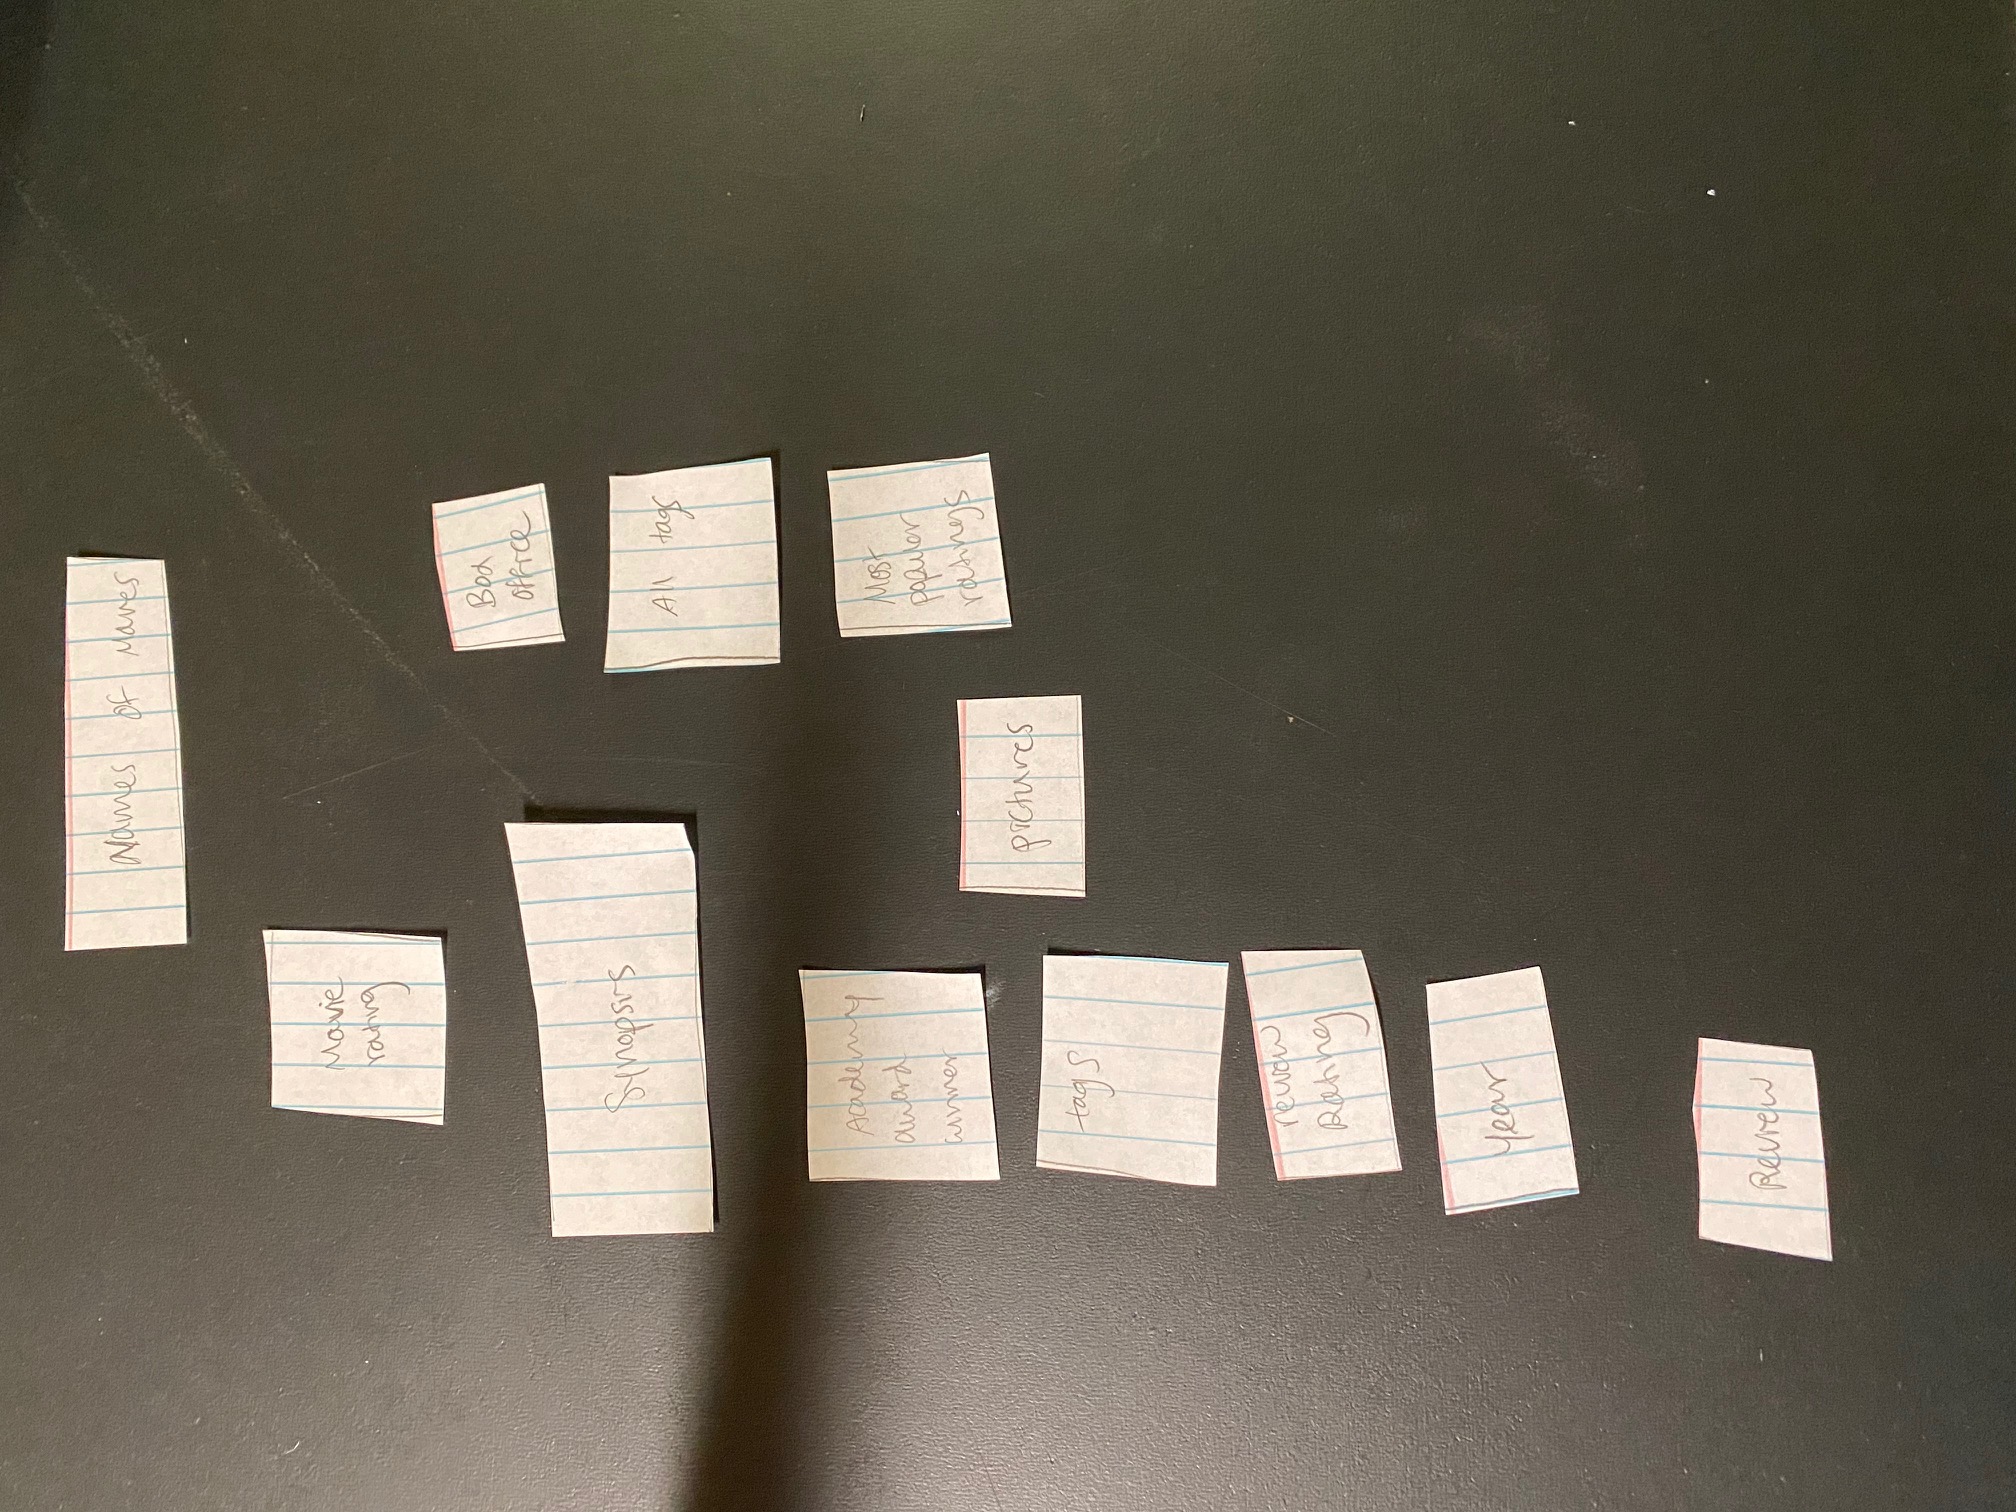 Names of Movies
Movie
rating
Box
office
Synopsis
All tags
Academy
award
winner
Most
popular
ratings
pictures
tags
review
Rating
Year
Review